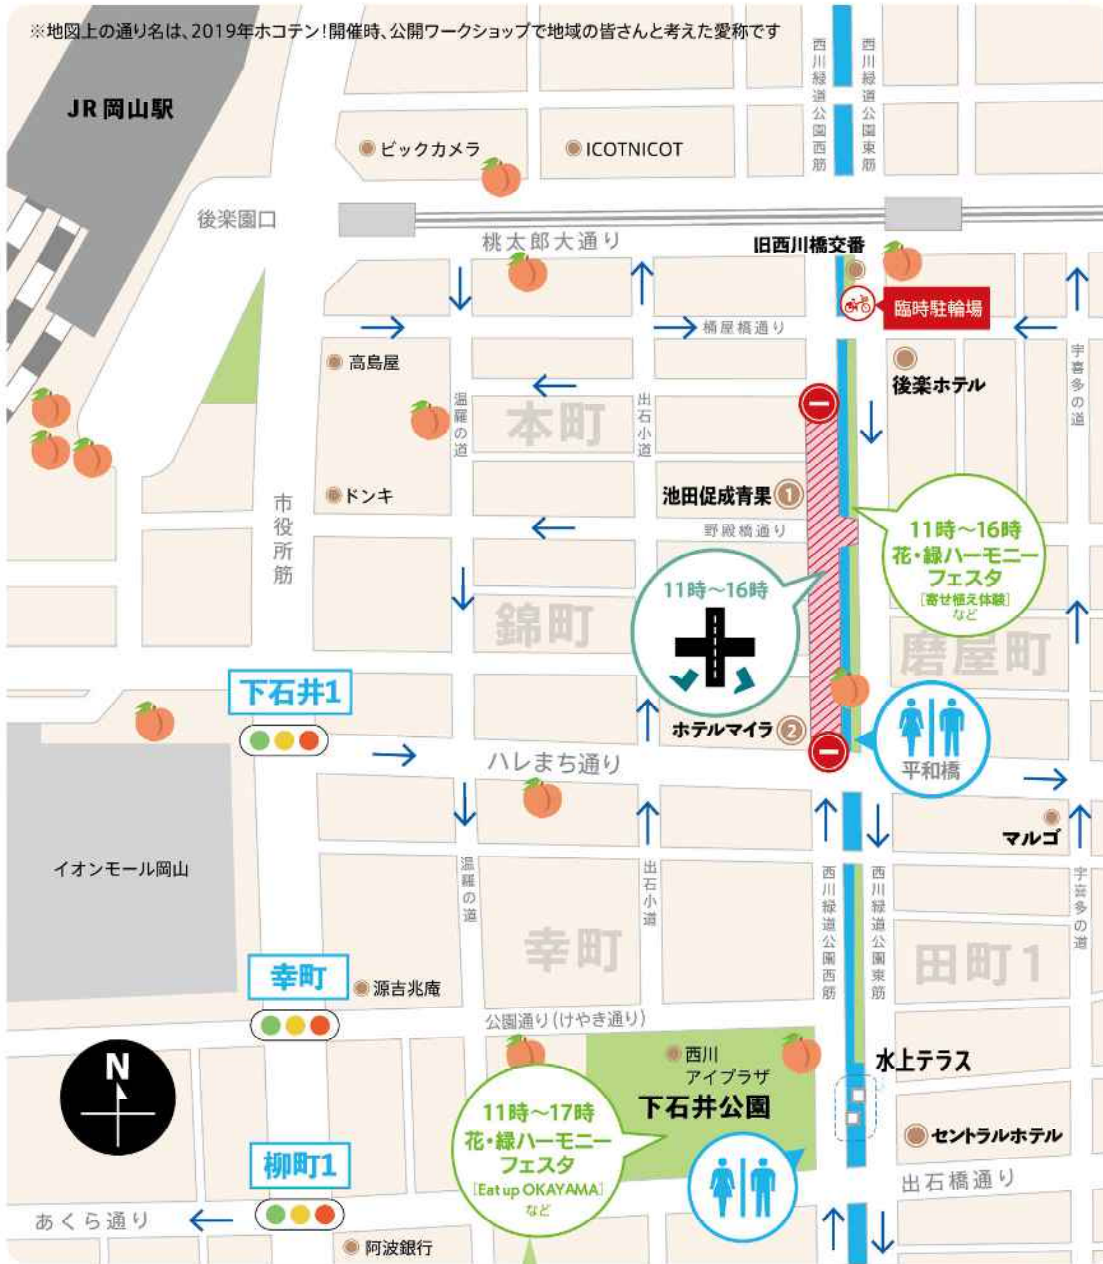 ※地図上の通り名は、2019年ホコテン!開催時、公開ワークショップで地域の皆さんと考えた愛称です
JR岡山駅
ビックカメラ
ICOTNICOT
西川緑道公園西筋
西川緑道公園東筋
後楽園口
桃太郎大通り
旧西川橋交番
臨時駐輪場
桶屋橋通り
高島屋
後楽ホテル
宇喜多の道
温羅の道
本町
出石小道
ドンキ
池田促成青果
1
市役所筋
野殿橋通り
11時～16時
花・緑ハーモニー
フェスタ
[寄せ植え体験]
など
11時～16時
錦町
磨屋町
下石井1
ホテルマイラ
2
ハレまち通り
平和橋
マルゴ
イオンモール岡山
温羅の道
出石小道
西川緑道公園西筋
西川緑道公園東筋
宇喜多の道
幸町
田町1
幸町
源吉兆庵
公園通り(けやき通り)
N
西川
アイプラザ
水上テラス
下石井公園
11時～17時
花・緑ハーモニー
フェスタ
[Eat up OKAYAMA]
など
セントラルホテル
柳町1
出石橋通り
あくら通り
阿波銀行